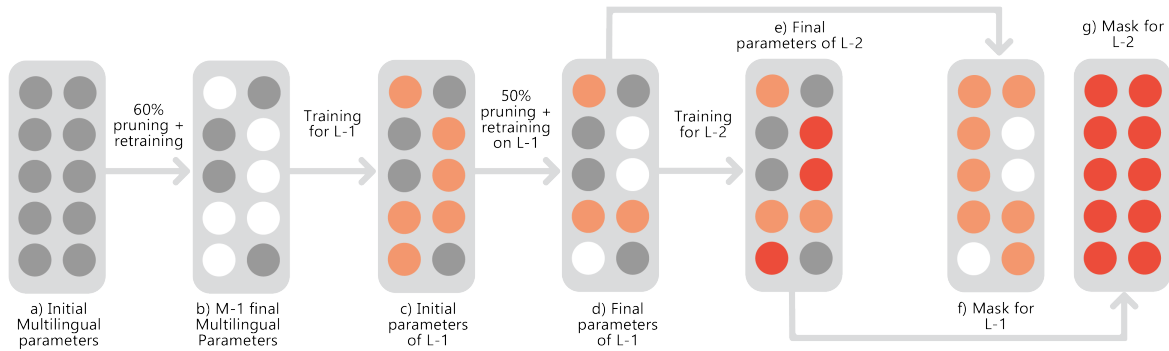 60%
pruning +
retraining
Training
for L-1
50%
pruning +
retraining
on L-1
Training
for L-2
e) Final
parameters of L-2
g) Mask for
L-2
a) Initial
Multilingual
parameters
b) M-1 final
Multilingual
Parameters
c) Initial
parameters
of L-1
d) Final
parameters
of L-1
f) Mask for
L-1